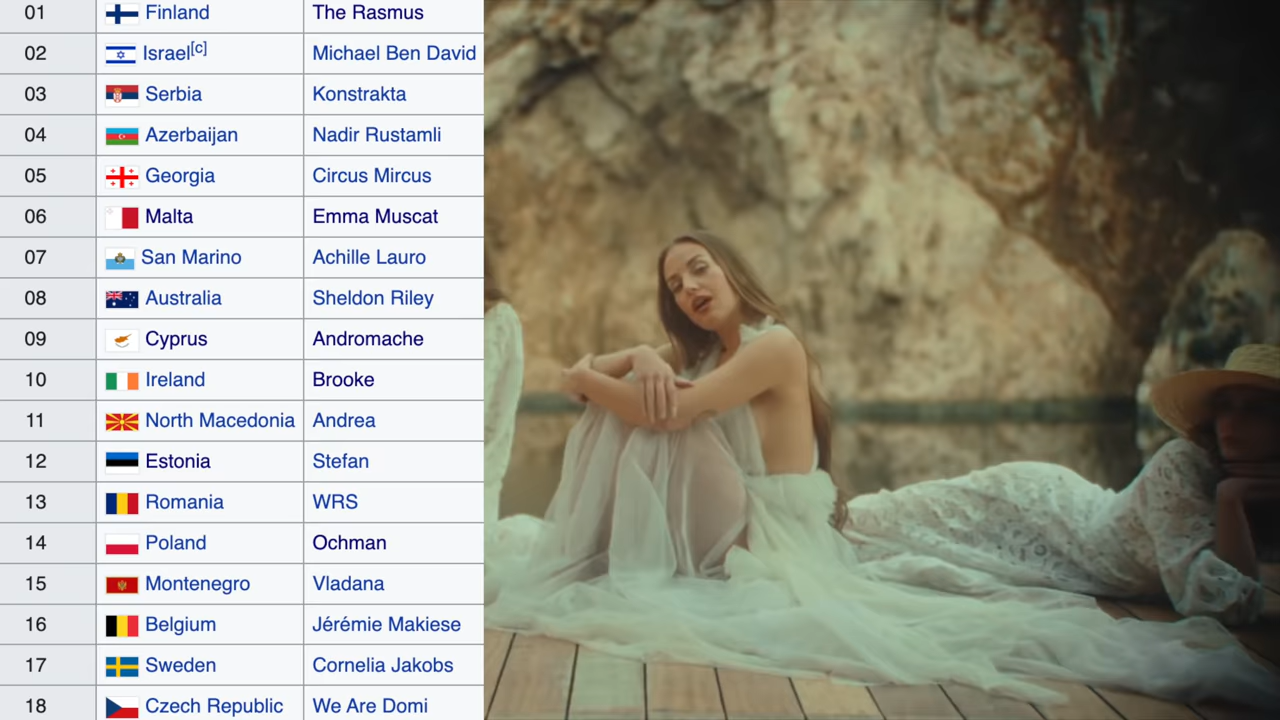 01 Finland The Rasmus
02 Israel[c] Michael Ben David
03 Serbia Konstrakta
04 Azerbaijan Nadir Rustamli
05 Georgia Circus Mircus
06 Malta Emma Muscat
07 San Marino Achille Lauro
08 Australia Sheldon Riley
09 Cyprus Andromache
10 Ireland Brooke
11 North Macedonia Andrea
12 Estonia Stefan
13 Romania WRS
14 Poland Ochman
15 Montenegro Vladana
16 Belgium Jérémie Makiese
17 Sweden Cornelia Jakobs
18 Czech Republic We Are Domi